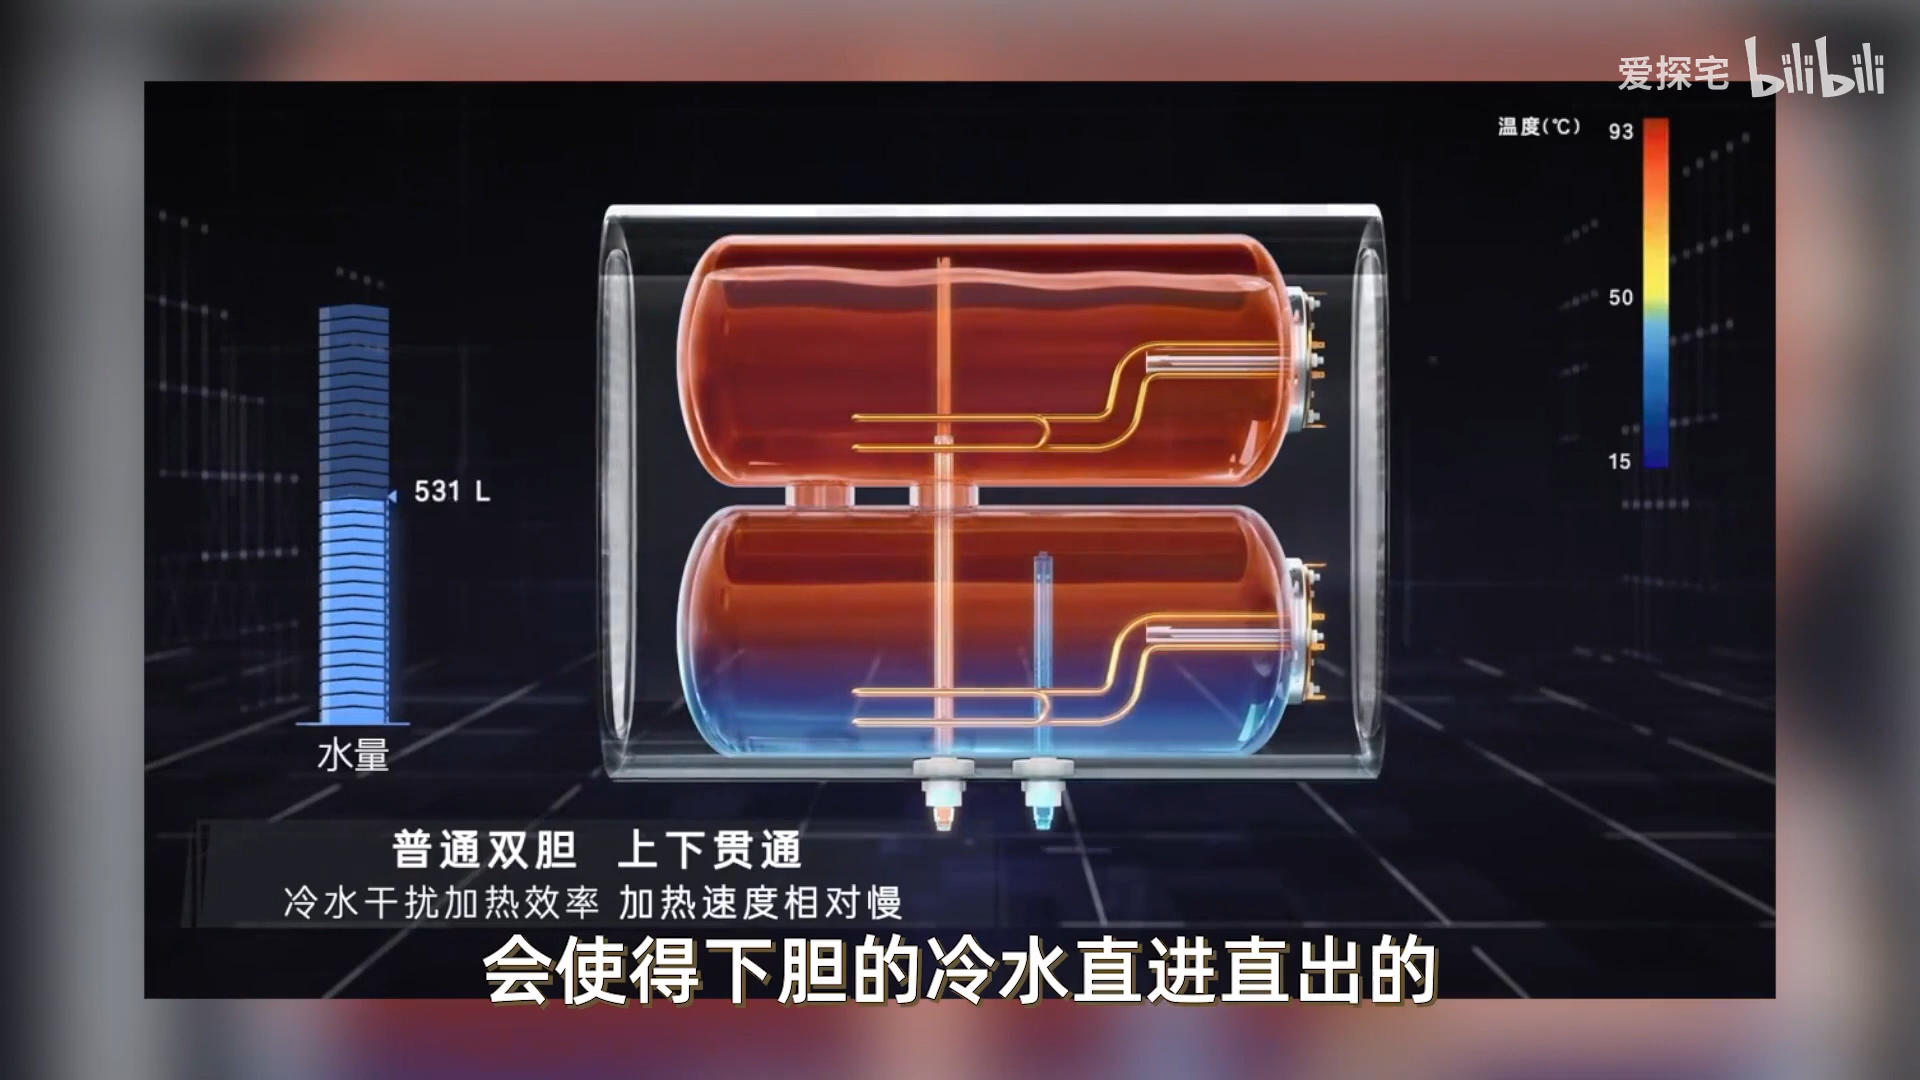 爱探宅 bilibili
温度(℃) 93
50
15
531 L
水量
普通双胆 上下贯通
冷水干扰加热效率 加热速度相对慢
会使得下胆的冷水直进直出的